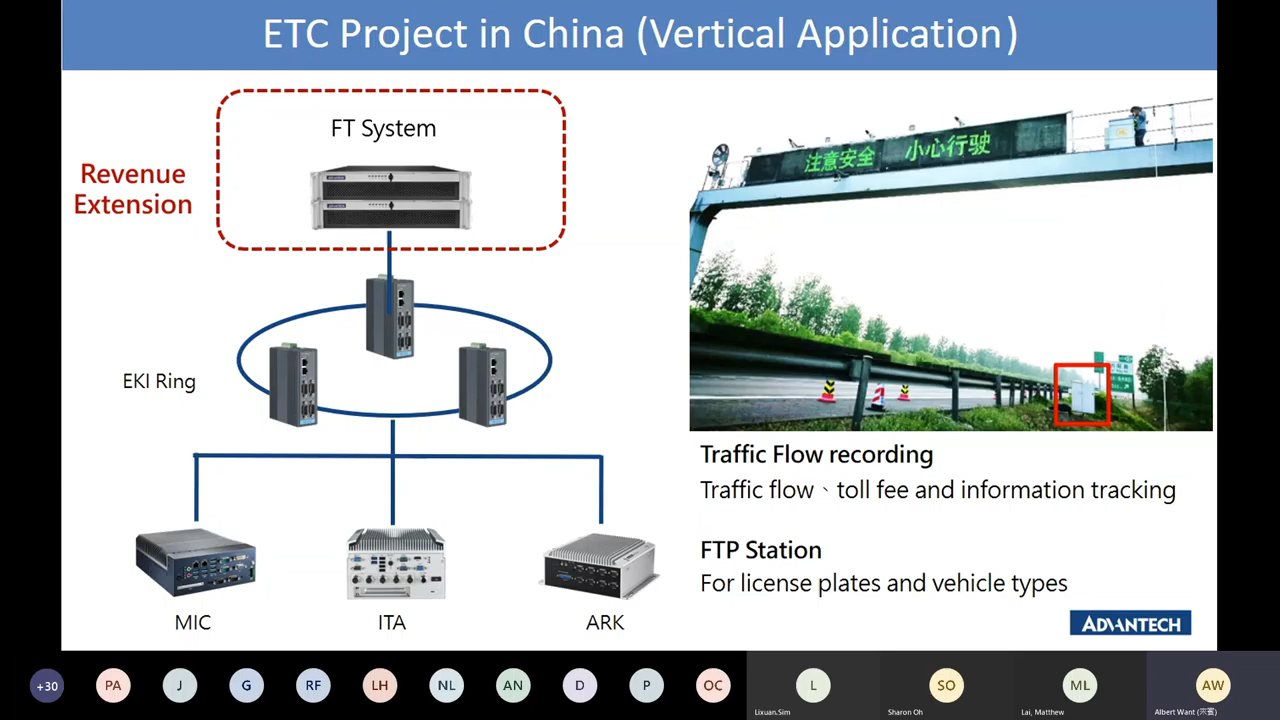 ETC Project in China (Vertical Application)
FT System
Revenue
Extension
EKI Ring
MIC
ITA
ARK
注意安全 小心行驶
Traffic Flow recording
Traffic flow、toll fee and information tracking
FTP Station
For license plates and vehicle types
ADVANTECH
+30
PA
J
G
RF
LH
NL
AN
D
P
OC
L
Lixuan.Sim
SO
Sharon Oh
ML
Lai, Matthew
AW
Albert Want (宋賓)